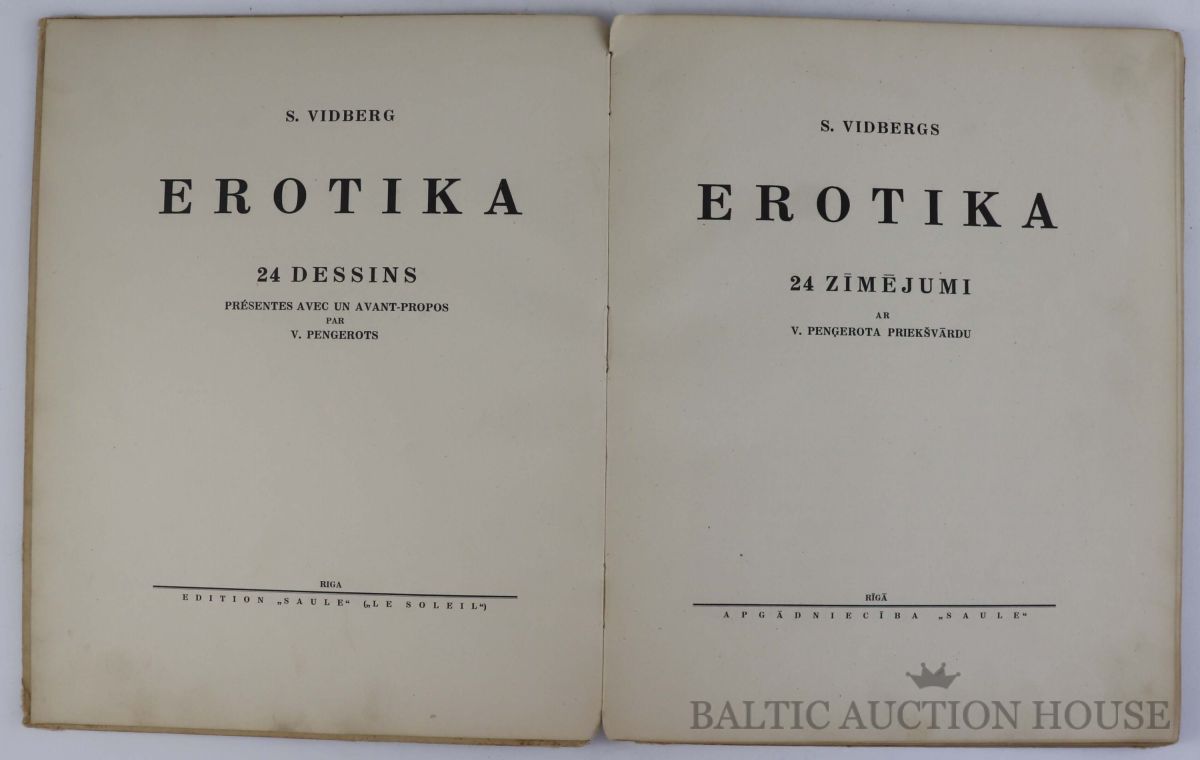 S. VIDBERG
EROTIKA
24 DESSINS
PRÉSENTES AVEC UN AVANT-PROPOS
PAR
V. PENGEROTS
RIGA
EDITION „SAULE“ („LE SOLEIL“)
S. VIDBERGS
EROTIKA
24 ZĪMĒJUMI
AR
V. PENĢEROTA PRIEKŠVĀRDU
RĪGĀ
APGĀDNIECĪBA „SAULE“
BALTIC AUCTION HOUSE